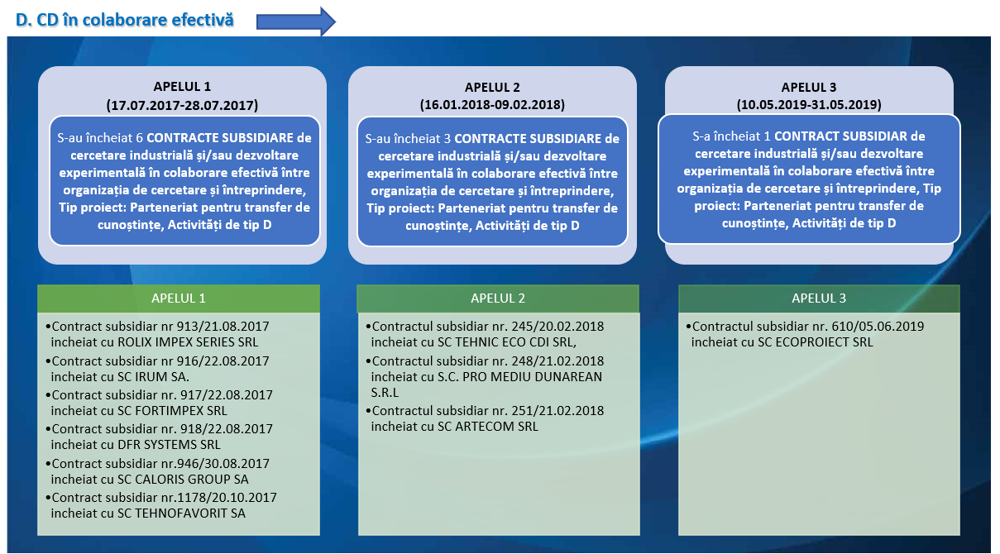 D. CD în colaborare efectivă
APELUL 1
(17.07.2017-28.07.2017)
S-au încheiat 6 CONTRACTE SUBSIDIARE de
cercetare industrială și/sau dezvoltare
experimentală în colaborare efectivă între
organizația de cercetare și întreprindere,
Tip proiect: Parteneriat pentru transfer de
cunoștințe, Activități de tip D
APELUL 2
(16.01.2018-09.02.2018)
S-au încheiat 3 CONTRACTE SUBSIDIARE de
cercetare industrială și/sau dezvoltare
experimentală în colaborare efectivă între
organizația de cercetare și întreprindere,
Tip proiect: Parteneriat pentru transfer de
cunoștințe, Activități de tip D
APELUL 3
(10.05.2019-31.05.2019)
S-a încheiat 1 CONTRACT SUBSIDIAR de
cercetare industrială și/sau dezvoltare
experimentală în colaborare efectivă între
organizația de cercetare și întreprindere, Tip
proiect: Parteneriat pentru transfer de
cunoștințe, Activități de tip D
APELUL 1
•Contract subsidiar nr 913/21.08.2017
incheiat cu ROLIX IMPEX SERIES SRL
•Contract subsidiar nr 916/22.08.2017
incheiat cu SC IRUM SA.
•Contract subsidiar nr. 917/22.08.2017
incheiat cu SC FORTIMPEX SRL
•Contract subsidiar nr. 918/22.08.2017
incheiat cu DFR SYSTEMS SRL
•Contract subsidiar nr.946/30.08.2017
incheiat cu SC CALORIS GROUP SA
•Contract subsidiar nr.1178/20.10.2017
incheiat cu SC TEHNOFAVORIT SA
APELUL 2
•Contractul subsidiar nr. 245/20.02.2018
incheiat cu SC TEHNIC ECO CDI SRL,
•Contractul subsidiar nr. 248/21.02.2018
incheiat cu S.C. PRO MEDIU DUNAREAN
S.R.L
•Contractul subsidiar nr. 251/21.02.2018
incheiat cu SC ARTECOM SRL
APELUL 3
•Contractul subsidiar nr. 610/05.06.2019
incheiat cu SC ECOPROIECT SRL